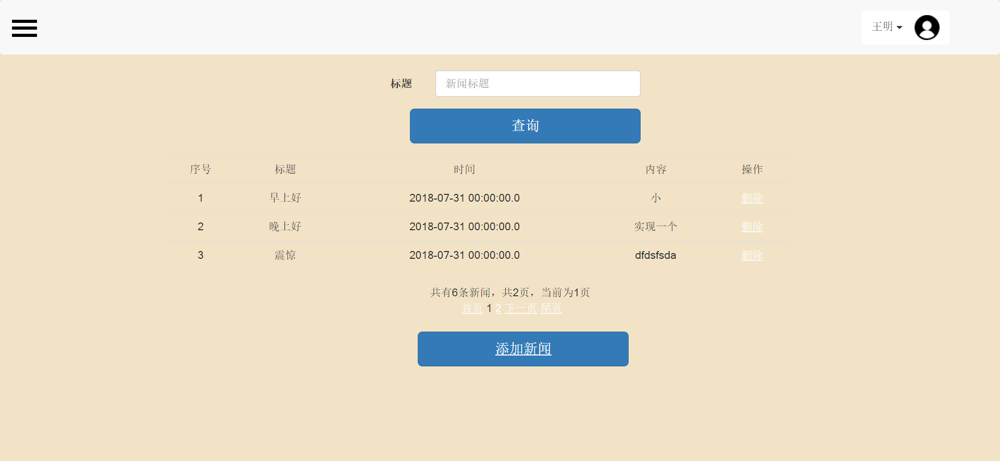 王明
标题 新闻标题
查询
序号 标题 时间 内容 操作
1 早上好 2018-07-31 00:00:00.0 小 删除
2 晚上好 2018-07-31 00:00:00.0 实现一个 删除
3 震惊 2018-07-31 00:00:00.0 dfdsfsda 删除
共有6条新闻，共2页，当前为1页
首页 1 2 下一页 尾页
添加新闻